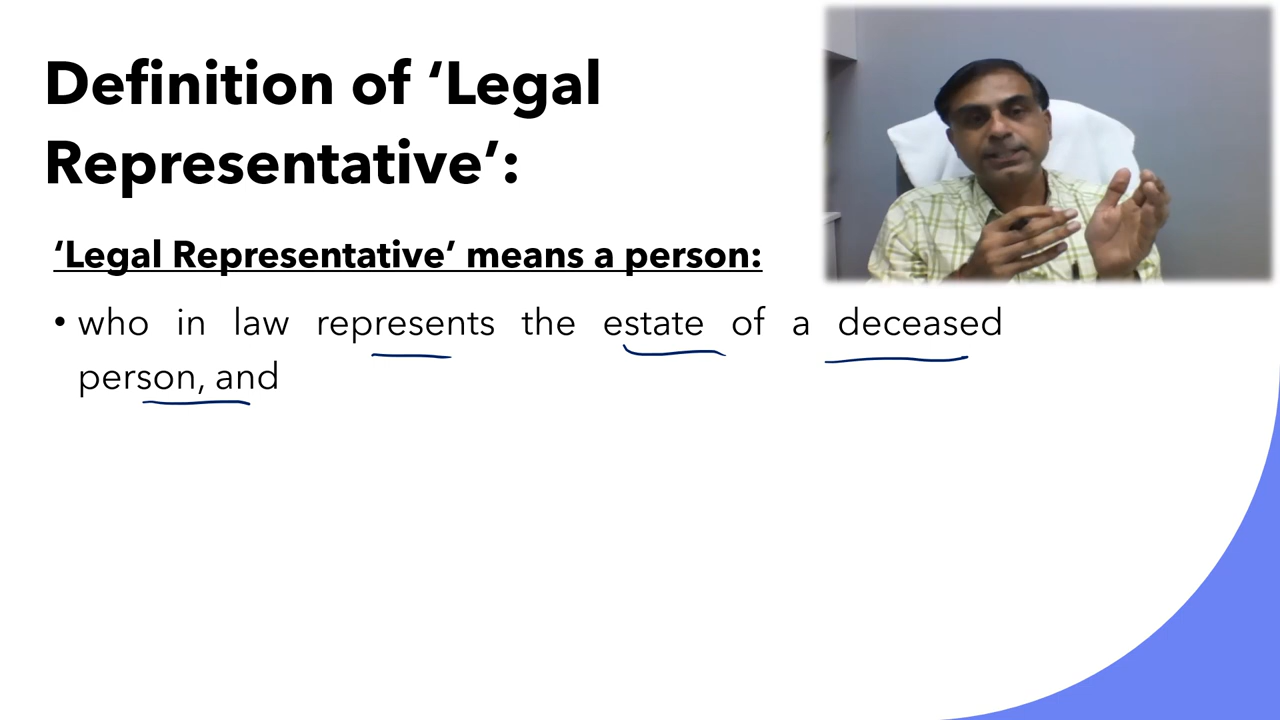 Definition of ‘Legal
Representative’:
‘Legal Representative’ means a person:
• who in law represents the estate of a deceased
person, and